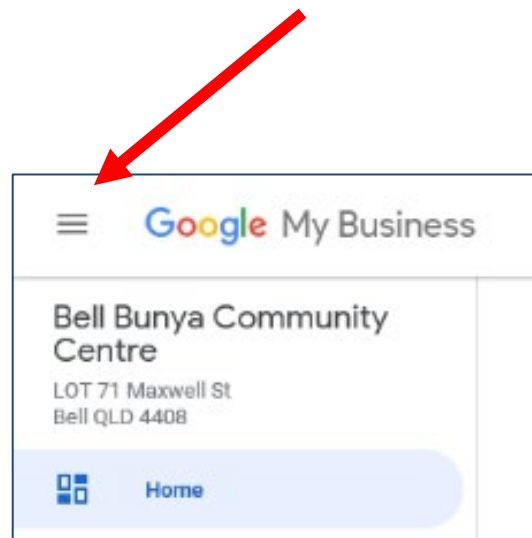 Google My Business
Bell Bunya Community
Centre
LOT 71 Maxwell St
Bell QLD 4408
Home